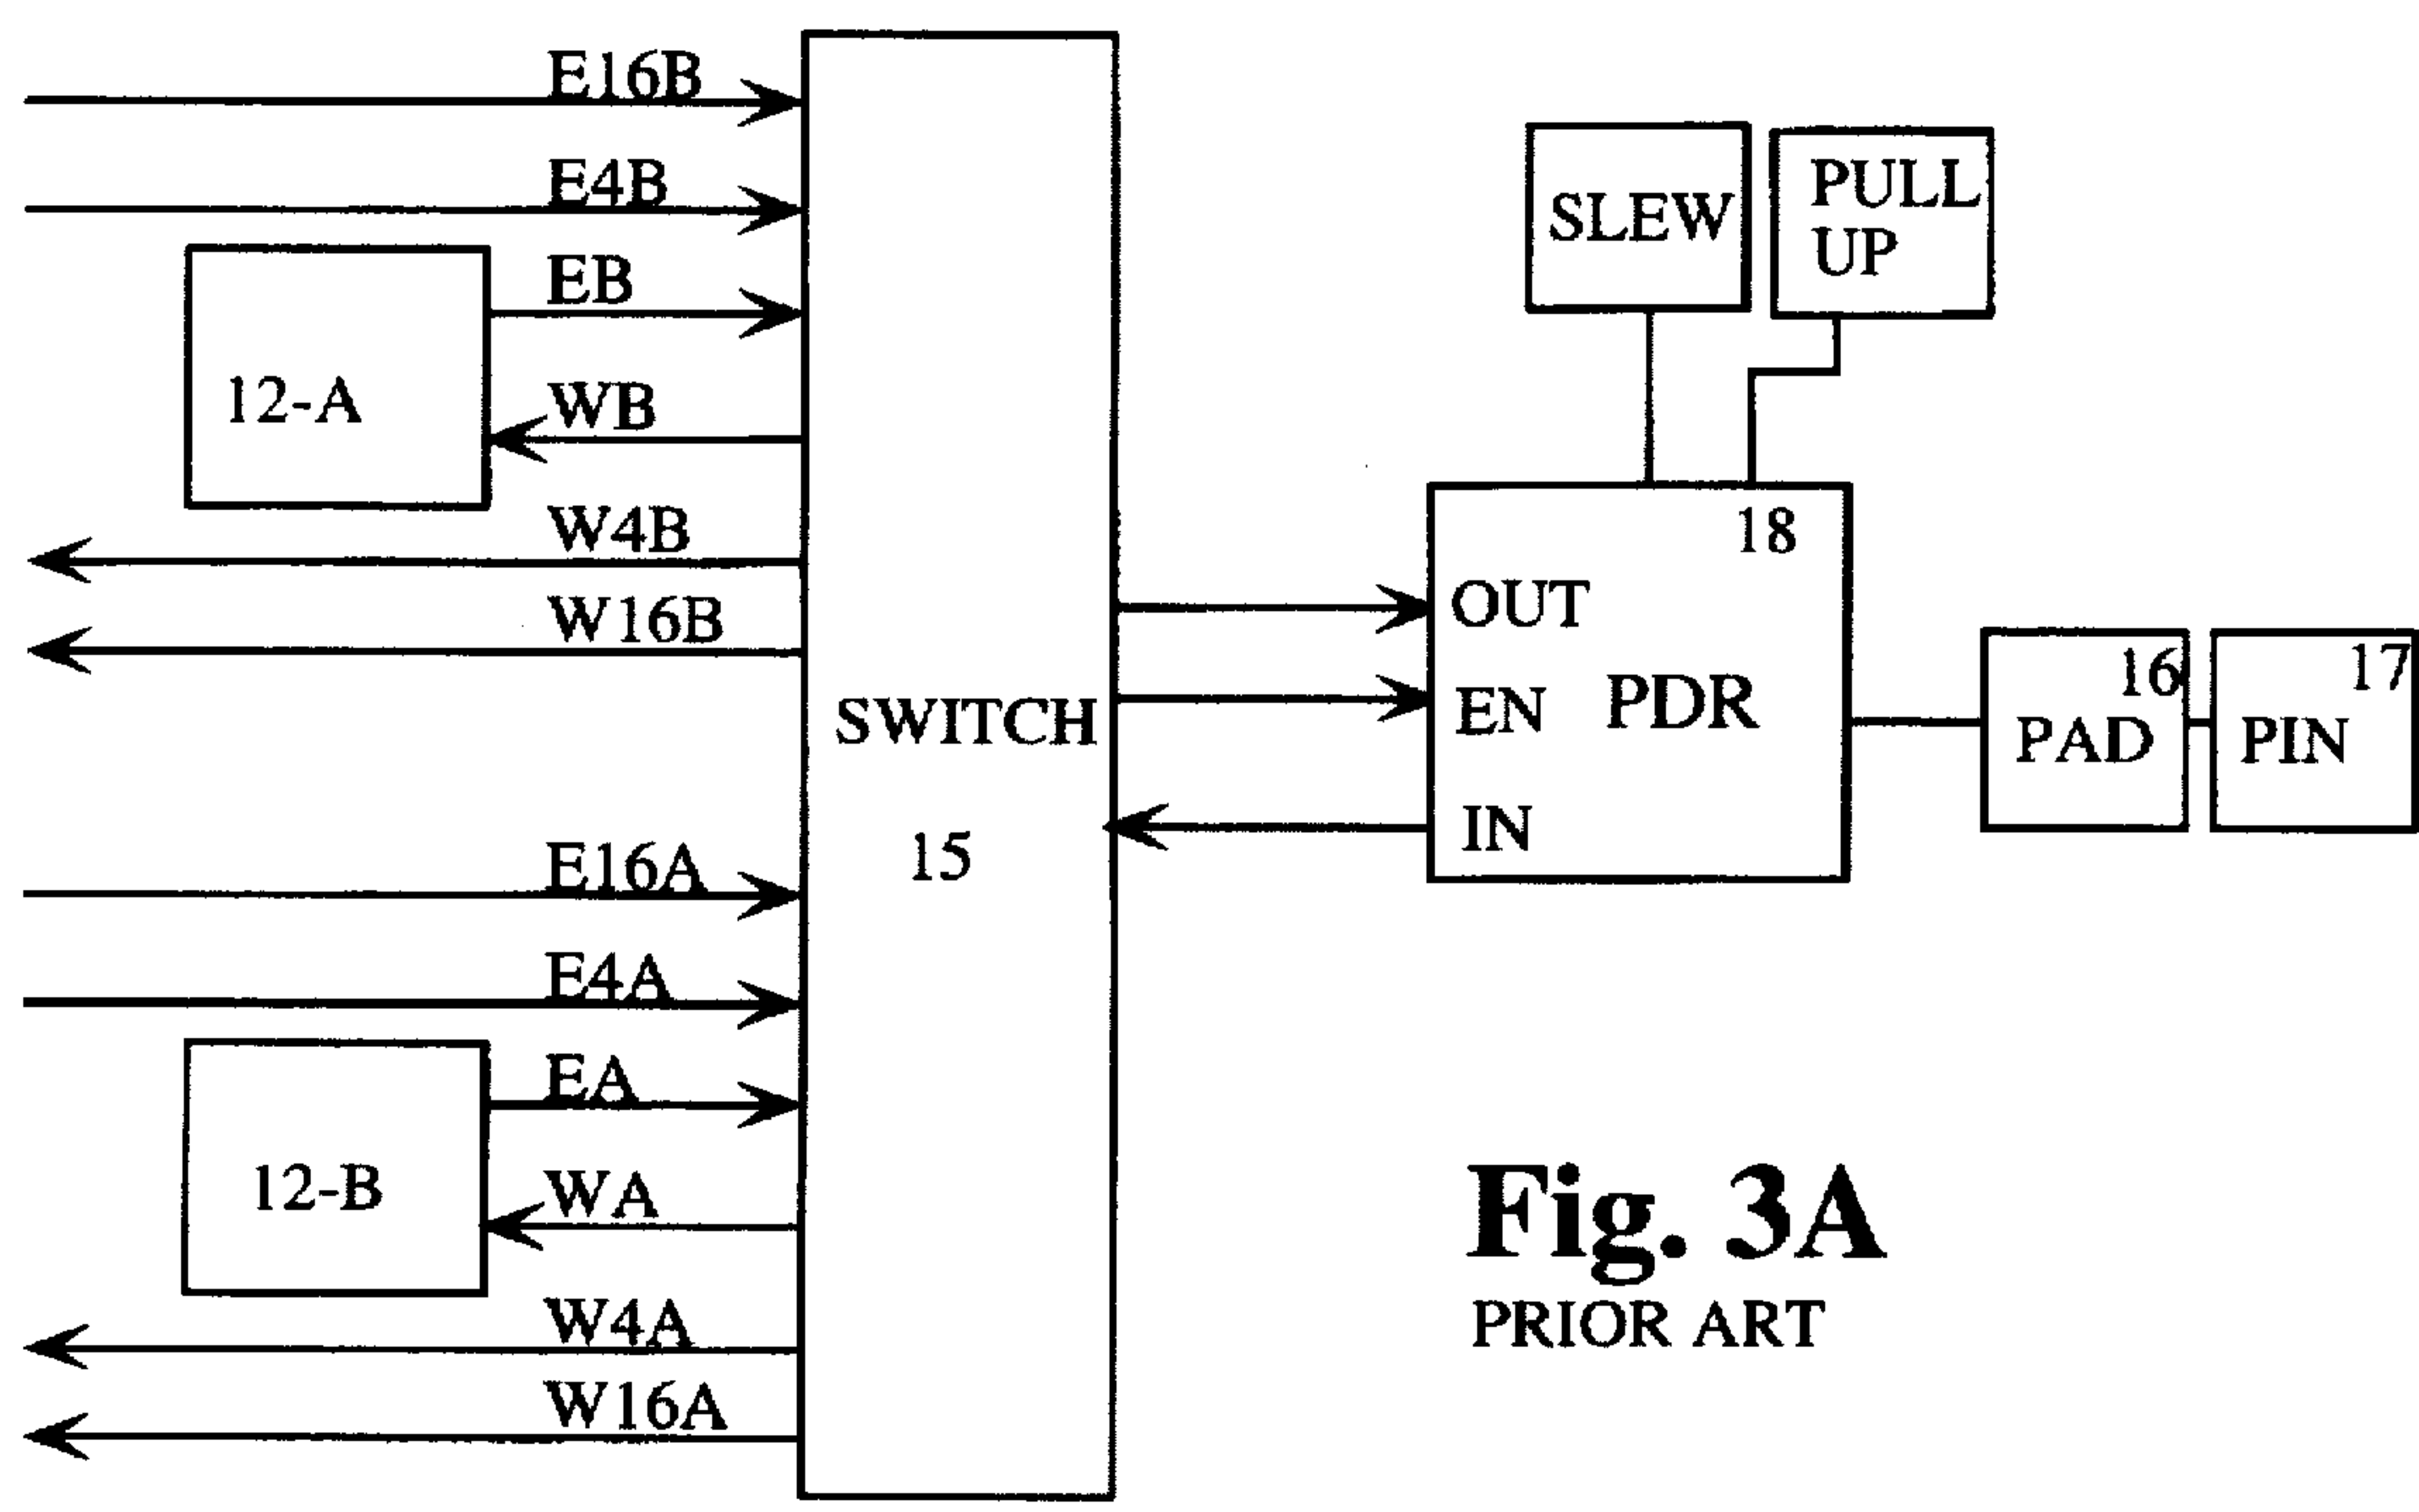 E16B
E4B
EB
12-A
WB
W4B
W16B
SWITCH
15
E16A
E4A
EA
12-B
WA
W4A
W16A
SLEW
PULL
UP
18
OUT
EN
PDR
IN
16
PAD
17
PIN
Fig. 3A
PRIOR ART